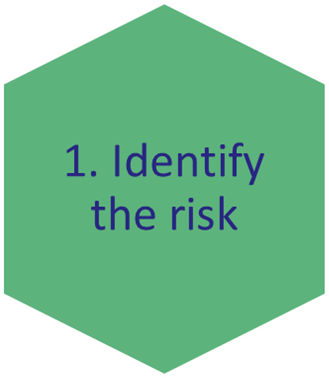 1. Identify
the risk